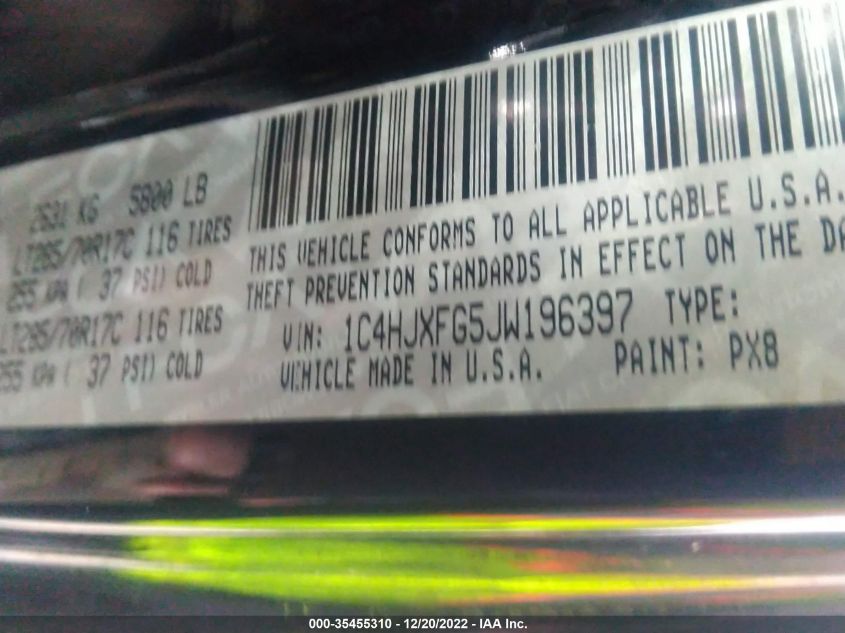 2631 KG 5800 LB
LT285/70R17C 116 TIRES
255 KPA ( 37 PSI) COLD
LT285/70R17C 116 TIRES
255 KPA ( 37 PSI) COLD
THIS VEHICLE CONFORMS TO ALL APPLICABLE U.S.A.
THEFT PREVENTION STANDARDS IN EFFECT ON THE DA
VIN: 1C4HJXFG5JW196397 TYPE:
VEHICLE MADE IN U.S.A. PAINT: PX8
000-35455310 - 12/20/2022 - IAA Inc.